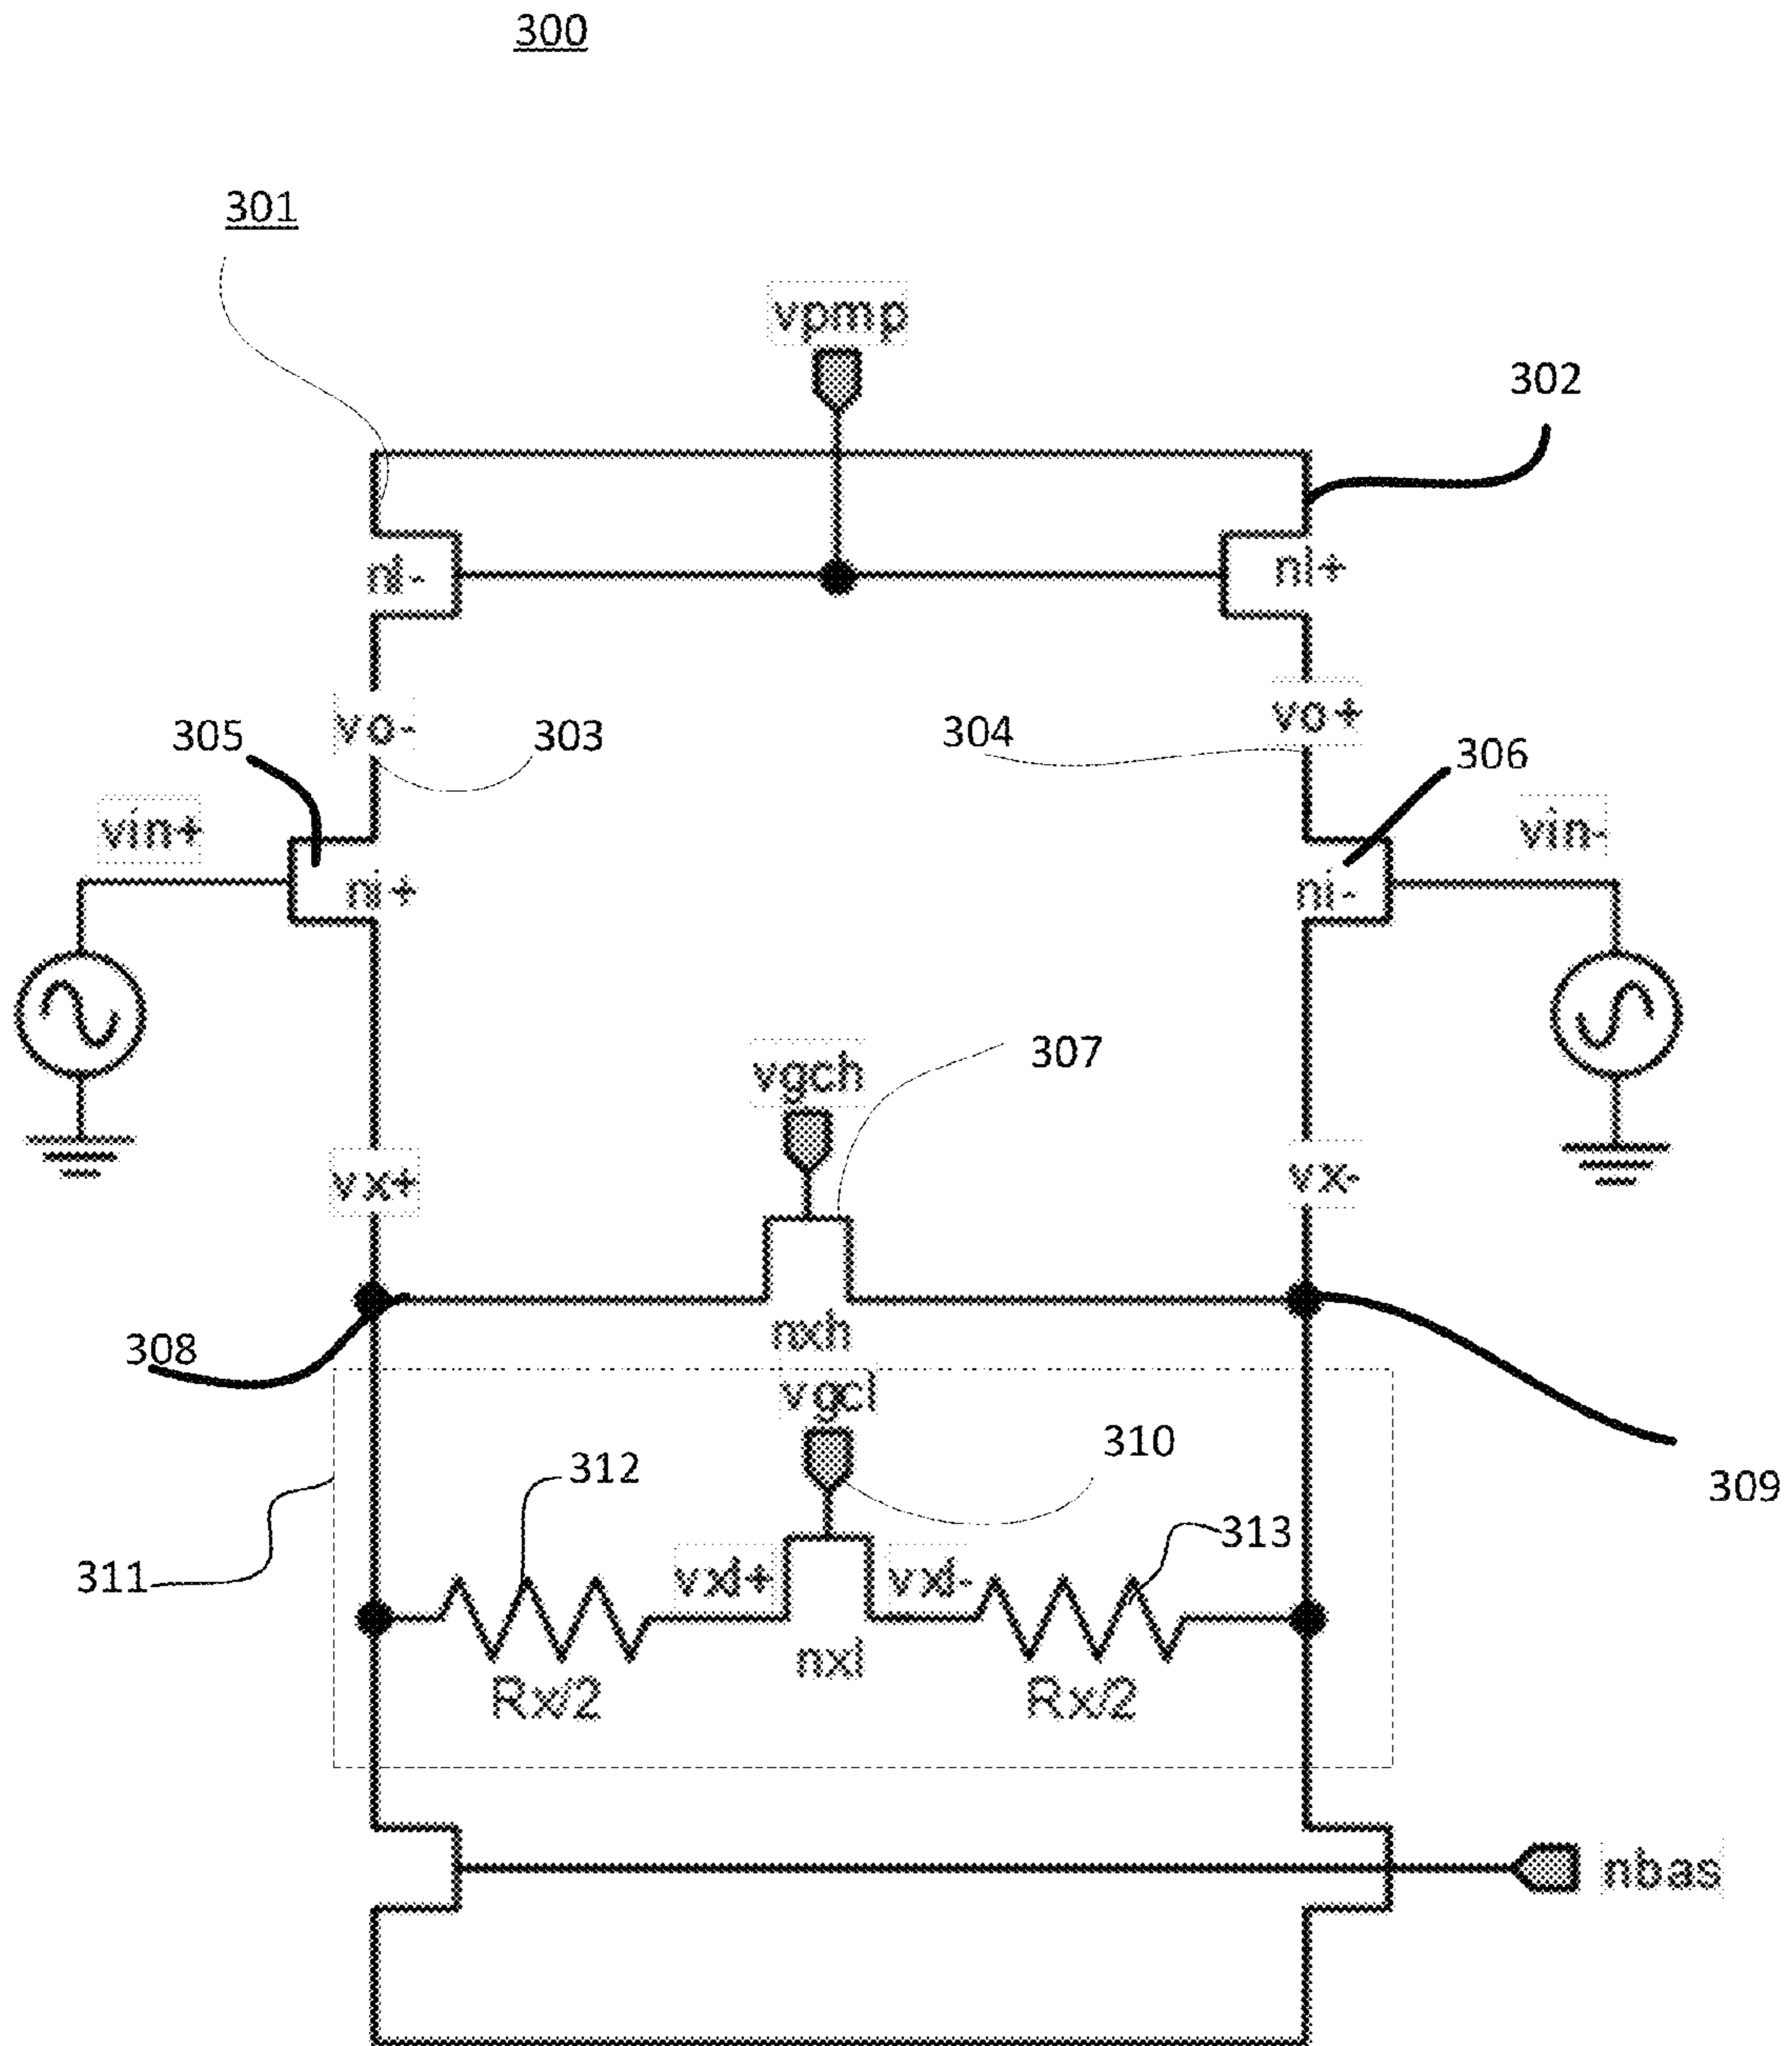 300
301
vpmp
302
nl-
nl+
305
vo-
303
304
vo+
306
vin+
vin-
ni+
ni-
vgch
307
vx+
vx-
nxh
308
vgcl
310
312
309
313
311
vxl+
vxl-
nxl
Rx/2
Rx/2
nbas